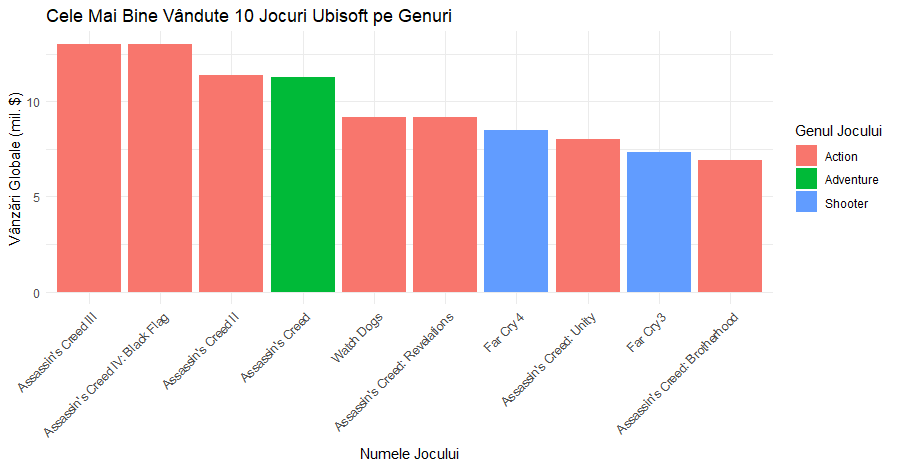 Cele Mai Bine Vândute 10 Jocuri Ubisoft pe Genuri
Vânzări Globale (mil. $)
10
5
0
Assassin's Creed III
Assassin's Creed IV: Black Flag
Assassin's Creed II
Assassin's Creed
Watch Dogs
Assassin's Creed: Revelations
Far Cry 4
Assassin's Creed: Unity
Far Cry 3
Assassin's Creed: Brotherhood
Numele Jocului
Genul Jocului
Action
Adventure
Shooter